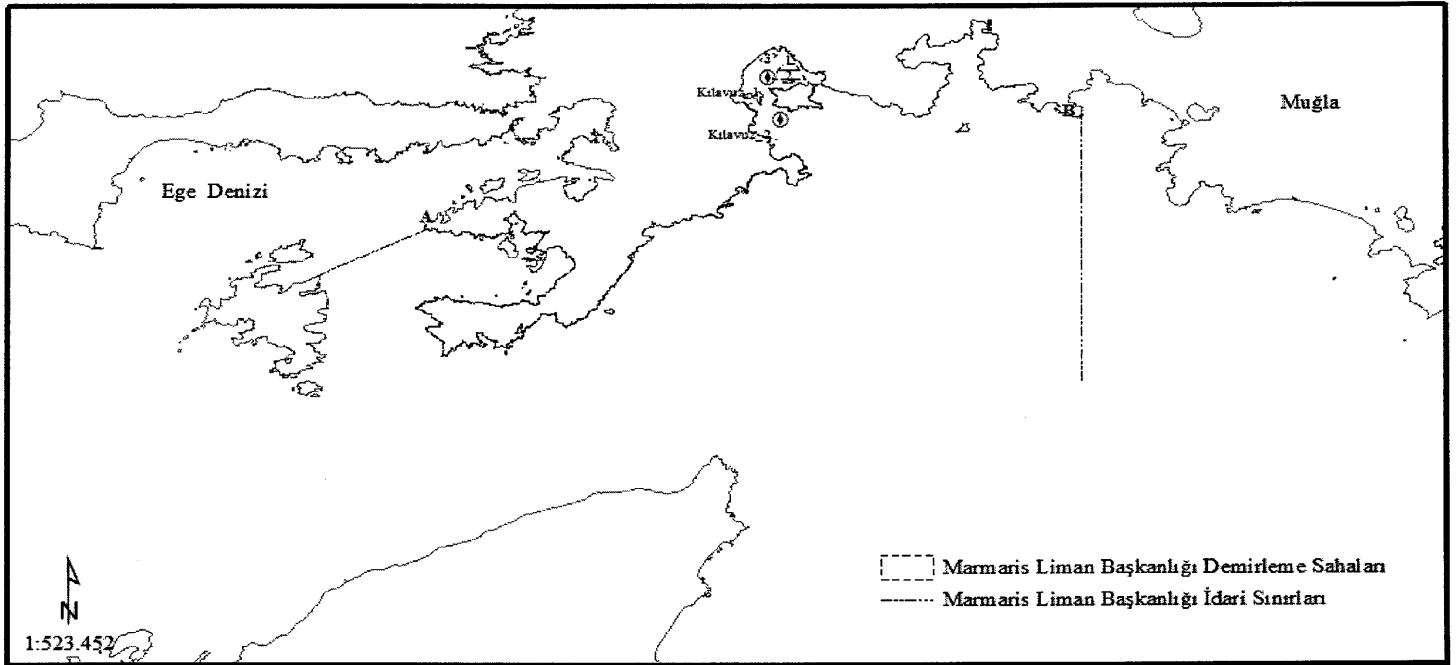 Muğla
Kılavuz-1
B
Kılavuz-2
Ege Denizi
A
Marmaris Liman Başkanlığı Demirleme Sahaları
Marmaris Liman Başkanlığı İdari Sınırları
N
1:523.452